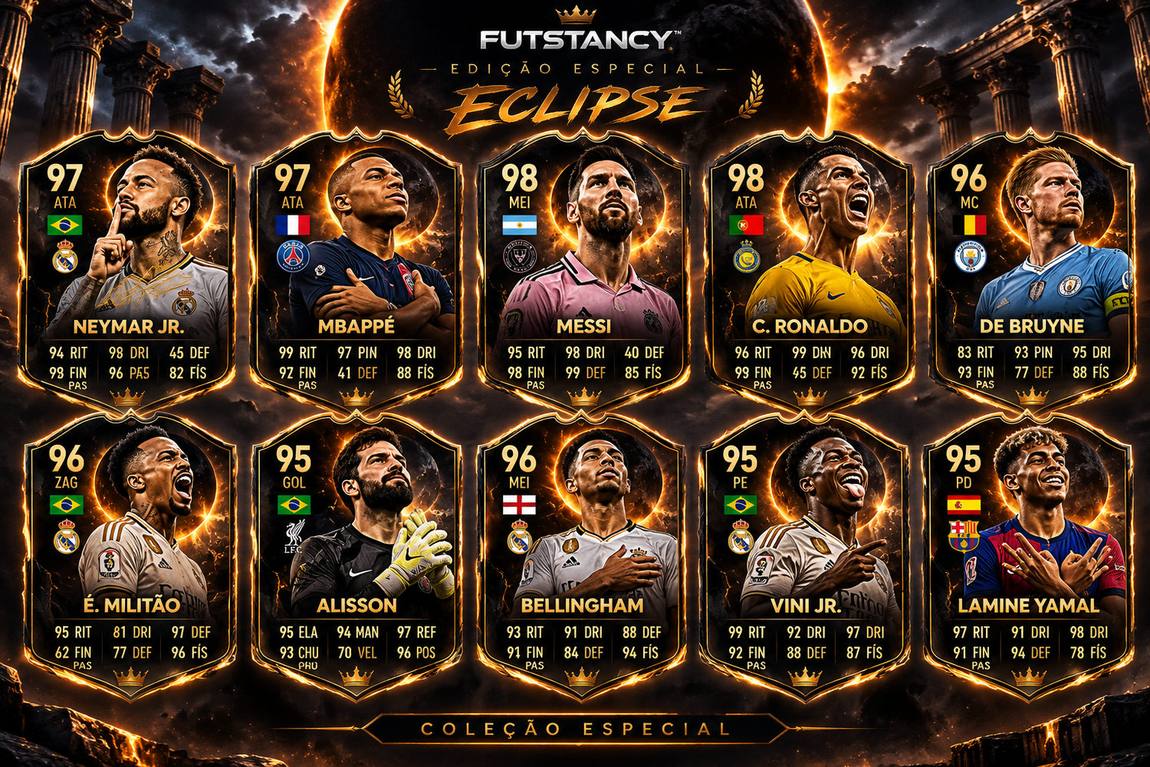 FUTSTANCY™
EDIÇÃO ESPECIAL
ECLIPSE
97
ATA
NEYMAR JR.
94 RIT 98 DRI 45 DEF
93 FIN 96 PAS 82 FÍS
PAS
97
ATA
MBAPPÉ
99 RIT 97 PIN 98 DRI
92 FIN 41 DEF 88 FÍS
PAS
98
MEI
MESSI
95 RIT 98 DRI 40 DEF
98 FIN 99 DEF 85 FÍS
PAS
98
ATA
C. RONALDO
96 RIT 99 DIN 96 DRI
99 FIN 45 DEF 92 FÍS
PAS
96
MC
DE BRUYNE
83 RIT 93 PIN 95 DRI
93 FIN 77 DEF 88 FÍS
PAS
96
ZAG
É. MILITÃO
95 RIT 81 DRI 97 DEF
62 FIN 77 DEF 96 FÍS
PAS
95
GOL
L.F.C.
ALISSON
95 ELA 94 MAN 97 REF
93 CHU 70 VEL 96 POS
PHU
96
MEI
BELLINGHAM
93 RIT 91 DRI 88 DEF
91 FIN 84 DEF 94 FÍS
PAS
95
PE
VINI JR.
99 RIT 92 DRI 97 DRI
92 FIN 88 DEF 87 FÍS
PAS
95
PD
LAMINE YAMAL
97 RIT 91 DRI 98 DRI
91 FIN 94 DEF 78 FÍS
PAS
COLEÇÃO ESPECIAL